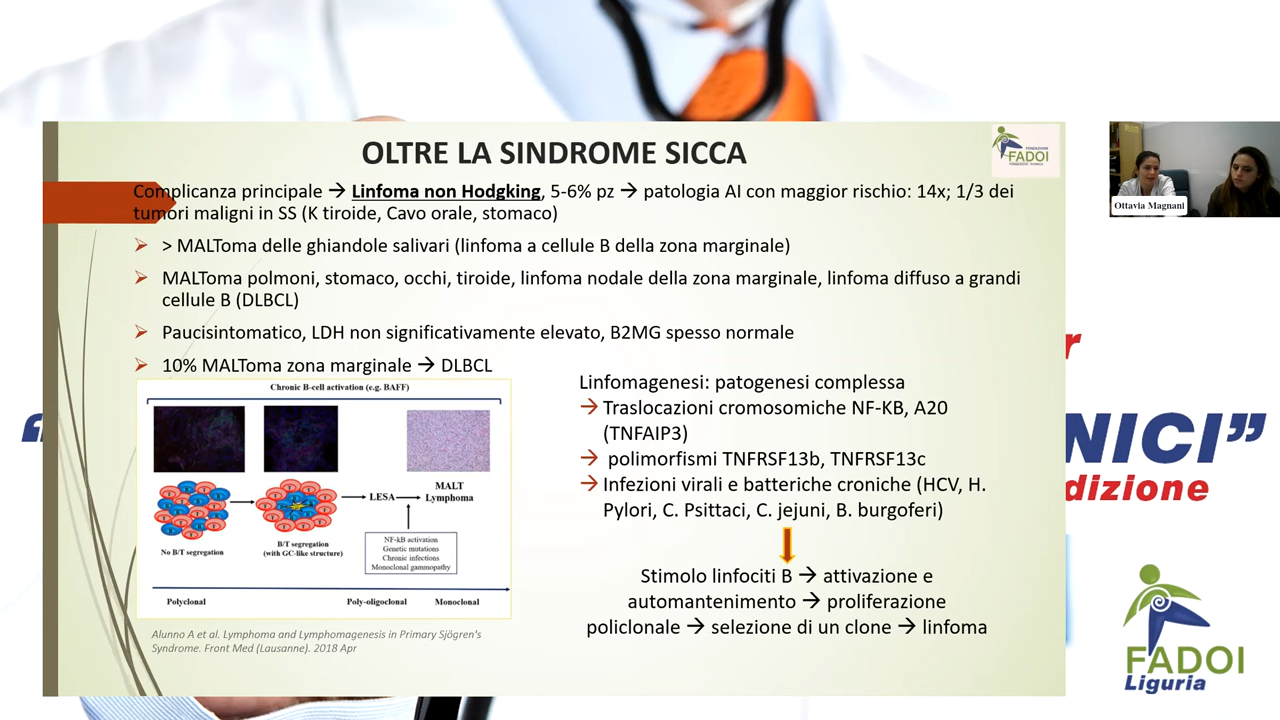 OLTRE LA SINDROME SICCA
FONDAZIONE
FADOI
Complicanza principale → Linfoma non Hodgking, 5-6% pz → patologia AI con maggior rischio: 14x; 1/3 dei
tumori maligni in SS (K tiroide, Cavo orale, stomaco)
> MALToma delle ghiandole salivari (linfoma a cellule B della zona marginale)
MALToma polmoni, stomaco, occhi, tiroide, linfoma nodale della zona marginale, linfoma diffuso a grandi
cellule B (DLBCL)
Paucisintomatico, LDH non significativamente elevato, B2MG spesso normale
10% MALToma zona marginale → DLBCL
Chronic B-cell activation (e.g. BAFF)
LESA
MALT
Lymphoma
No B/T segregation
B/T segregation
(with GC-like structure)
NF-kB activation
Genetic mutations
Chronic infections
Monoclonal gammopathy
Polyclonal
Poly-oligoclonal
Monoclonal
Alunno A et al. Lymphoma and Lymphomagenesis in Primary Sjögren's
Syndrome. Front Med (Lausanne). 2018 Apr
Linfomagenesi: patogenesi complessa
→ Traslocazioni cromosomiche NF-KB, A20
(TNFAIP3)
→ polimorfismi TNFRSF13b, TNFRSF13c
→ Infezioni virali e batteriche croniche (HCV, H.
Pylori, C. Psittaci, C. jejuni, B. burgoferi)
Stimolo linfociti B → attivazione e
automantenimento → proliferazione
policlonale → selezione di un clone → linfoma
Ottavia Magnani
r
“
NICI”
dizione
FADOI
Liguria